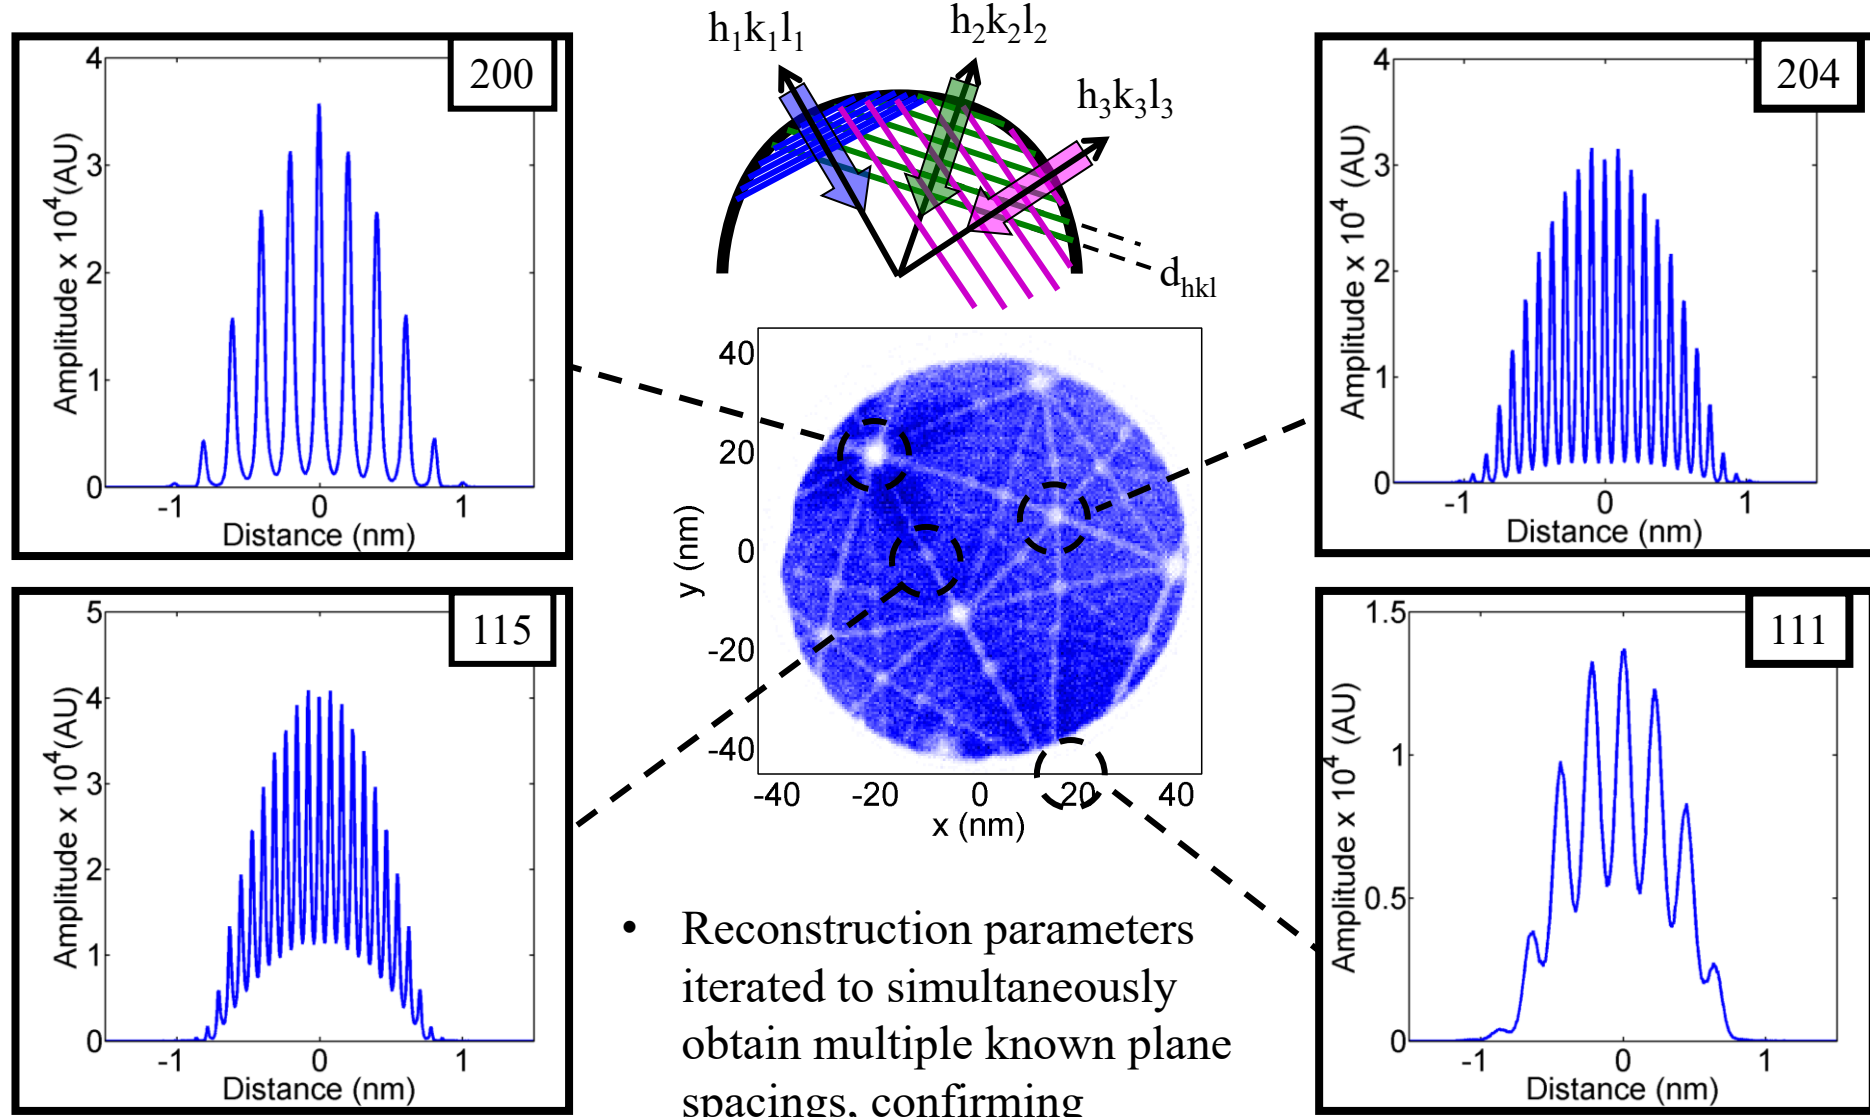 h₁k₁l₁
h₂k₂l₂
h₃k₃l₃
d_hkl
200
4
3
2
1
0
-1 0 1
Amplitude x 10⁴(AU)
Distance (nm)
204
4
3
2
1
0
-1 0 1
Amplitude x 10⁴ (AU)
Distance (nm)
40
20
0
-20
-40
-40 -20 0 20 40
y (nm)
x (nm)
115
5
4
3
2
1
0
-1 0 1
Amplitude x 10⁴(AU)
Distance (nm)
111
1.5
1
0.5
0
-1 0 1
Amplitude x 10⁴ (AU)
Distance (nm)
• Reconstruction parameters
iterated to simultaneously
obtain multiple known plane
spacings, confirming